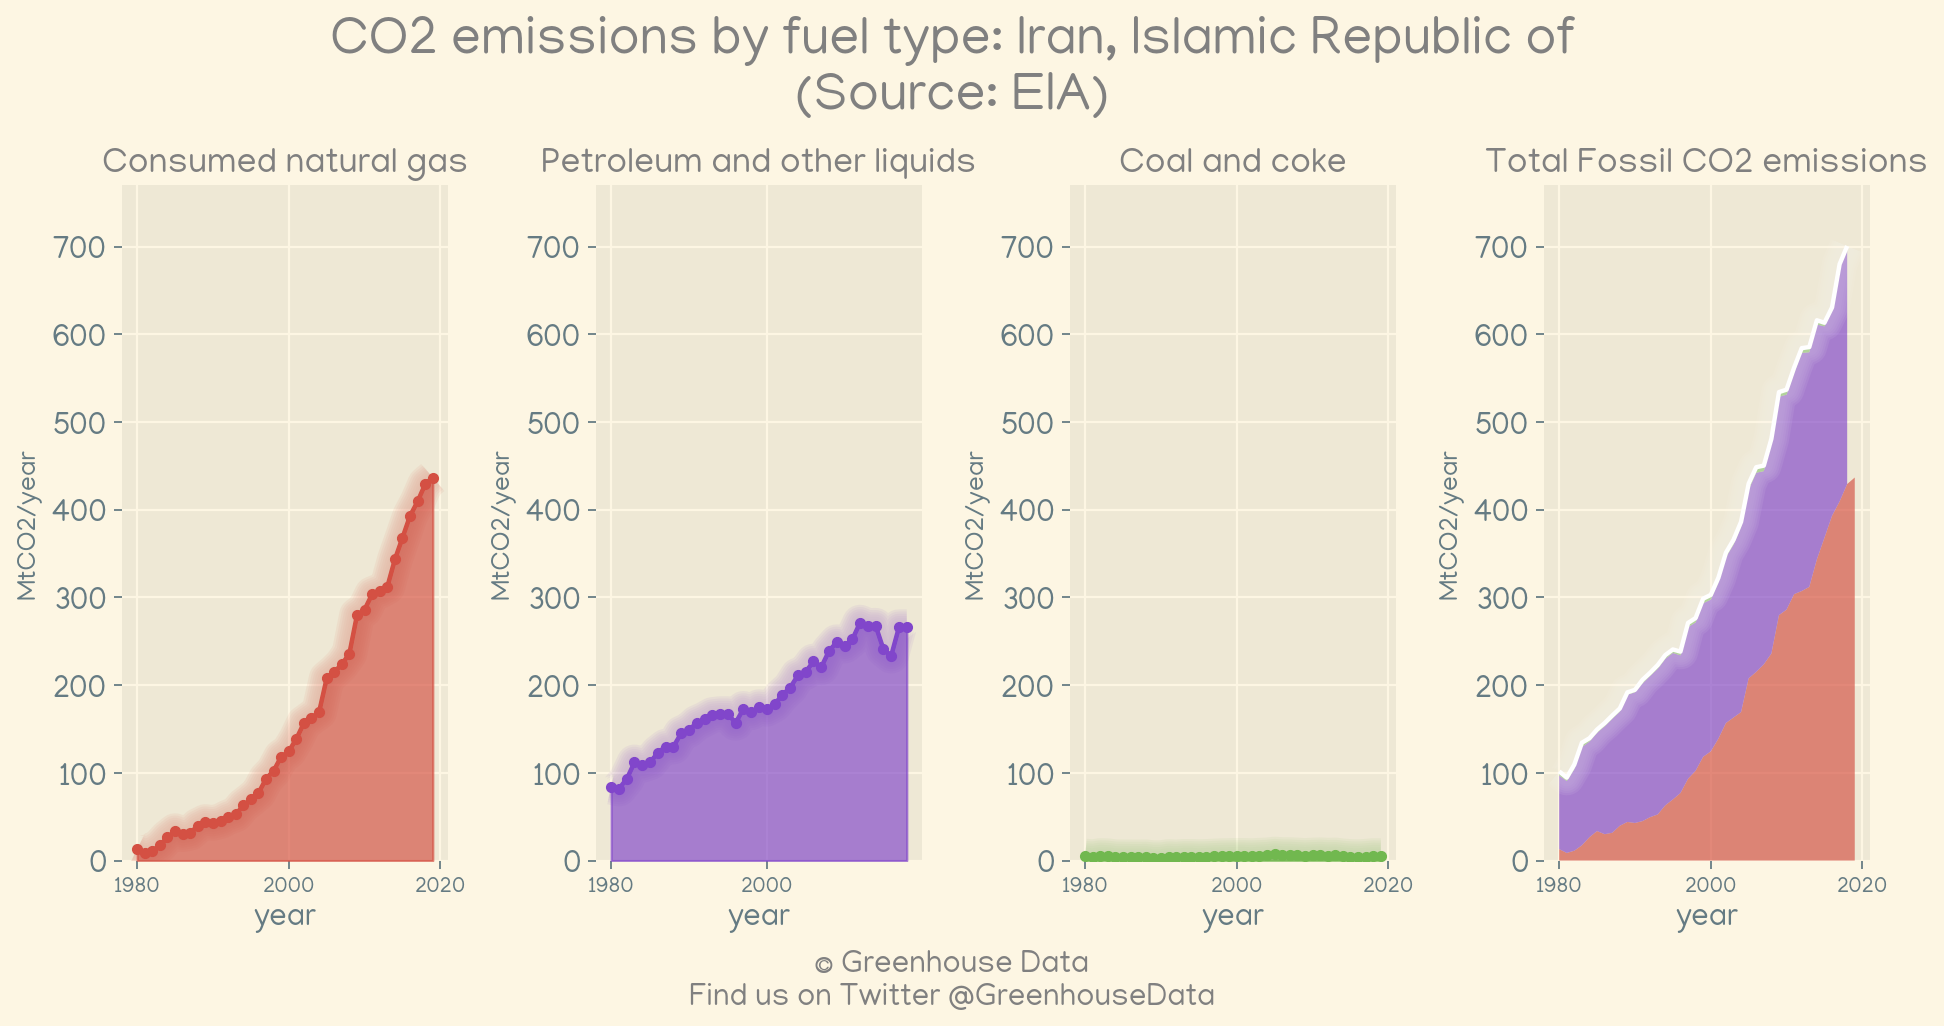 CO2 emissions by fuel type: Iran, Islamic Republic of
(Source: EIA)
Consumed natural gas
700
600
500
400
300
200
100
0
MtCO2/year
1980 2000 2020
year
Petroleum and other liquids
700
600
500
400
300
200
100
0
MtCO2/year
1980 2000
year
Coal and coke
700
600
500
400
300
200
100
0
MtCO2/year
1980 2000 2020
year
Total Fossil CO2 emissions
700
600
500
400
300
200
100
0
MtCO2/year
1980 2000 2020
year
© Greenhouse Data
Find us on Twitter @GreenhouseData